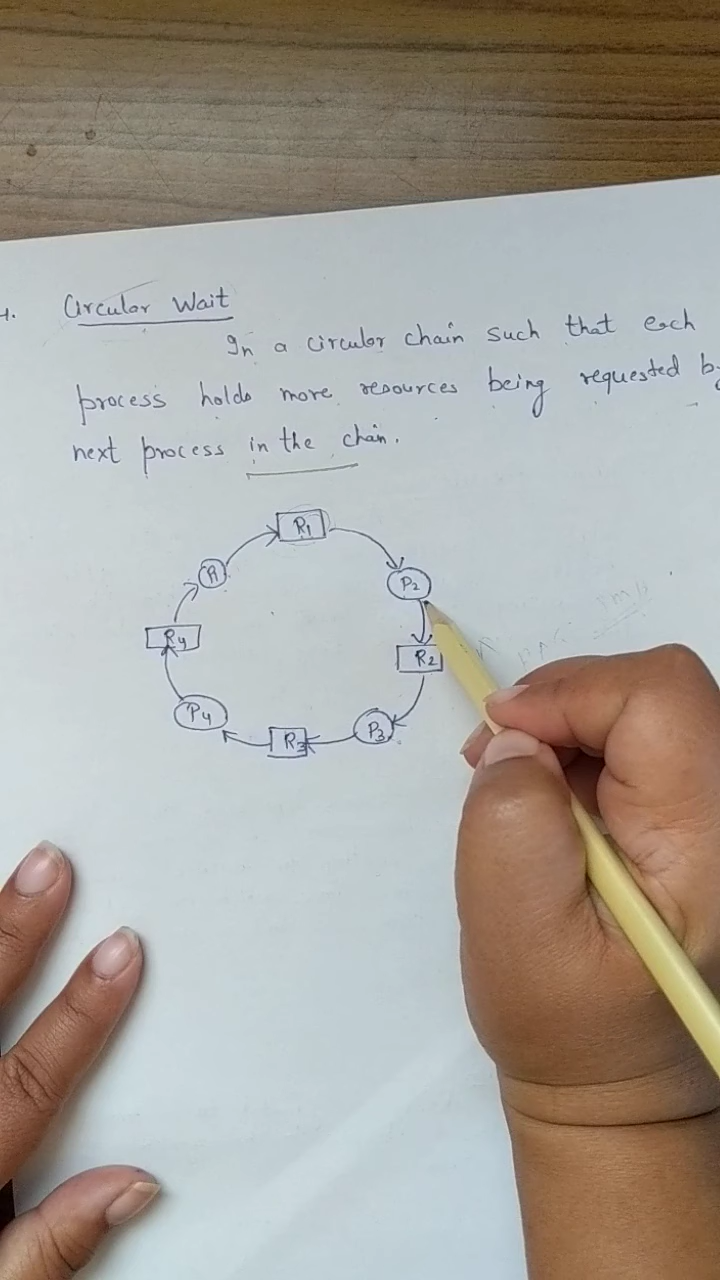 4. Circular Wait
In a circular chain such that each
process holds more resources being requested by
next process in the chain.
R1
P2
R2
P3
R3
P4
R4
P1